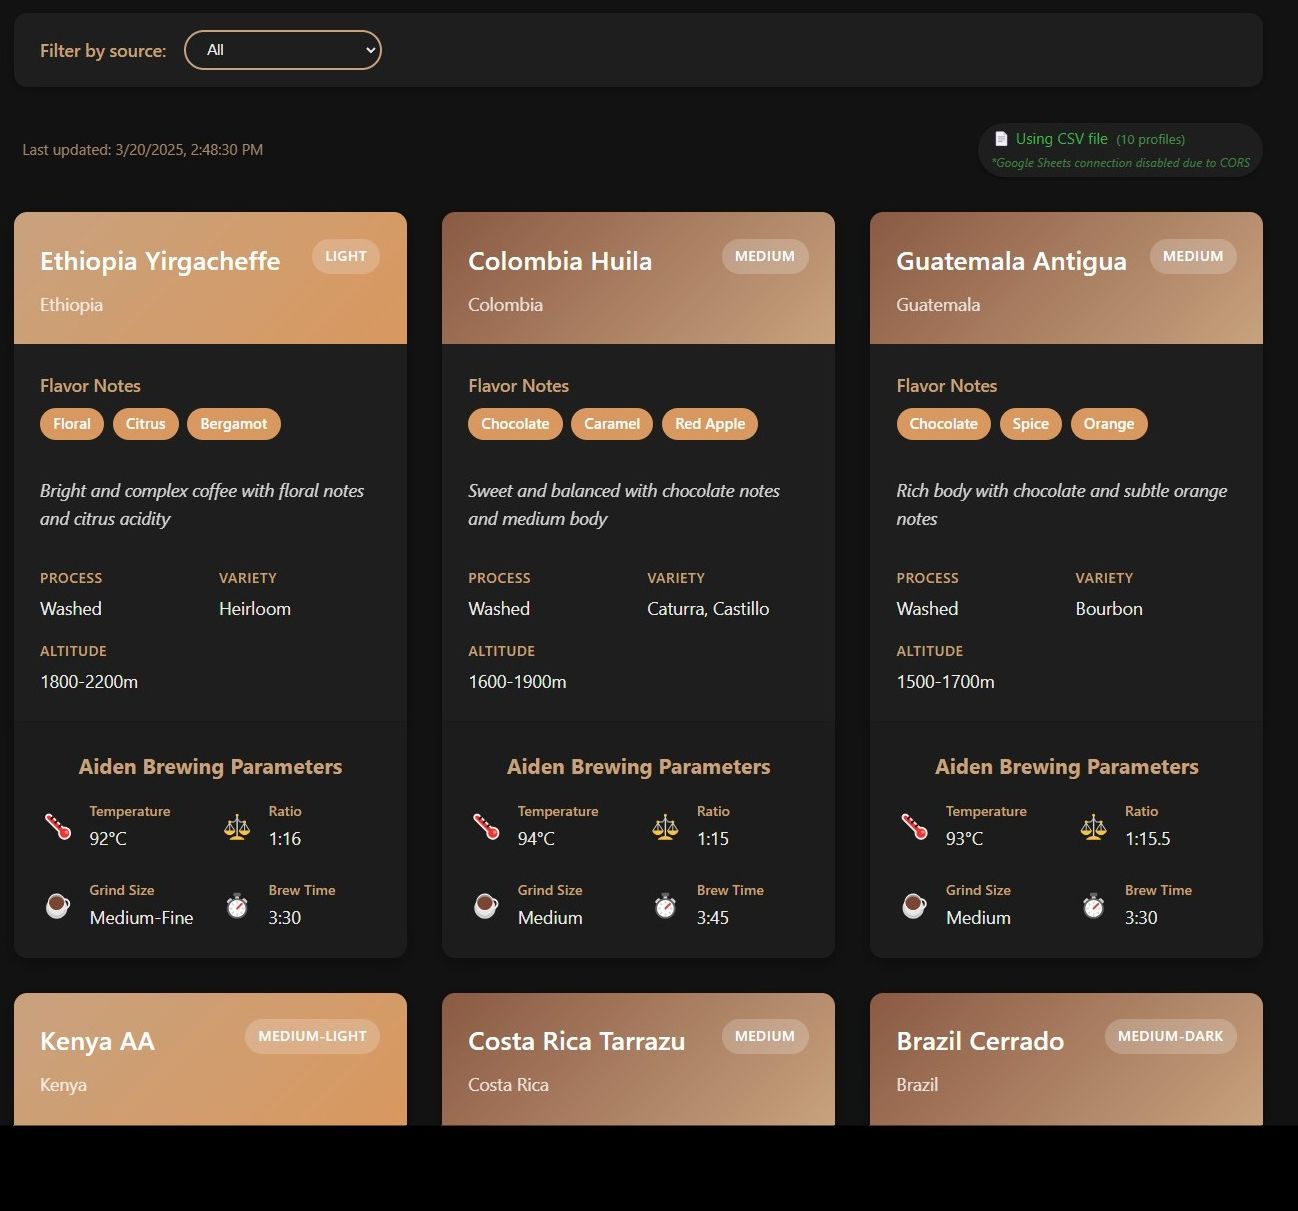 Filter by source: All
Last updated: 3/20/2025, 2:48:30 PM
Using CSV file (10 profiles)
*Google Sheets connection disabled due to CORS
Ethiopia Yirgacheffe
LIGHT
Ethiopia
Flavor Notes
Floral Citrus Bergamot
Bright and complex coffee with floral notes
and citrus acidity
PROCESS VARIETY
Washed Heirloom
ALTITUDE
1800-2200m
Aiden Brewing Parameters
Temperature Ratio
92°C 1:16
Grind Size Brew Time
Medium-Fine 3:30
Colombia Huila
MEDIUM
Colombia
Flavor Notes
Chocolate Caramel Red Apple
Sweet and balanced with chocolate notes
and medium body
PROCESS VARIETY
Washed Caturra, Castillo
ALTITUDE
1600-1900m
Aiden Brewing Parameters
Temperature Ratio
94°C 1:15
Grind Size Brew Time
Medium 3:45
Guatemala Antigua
MEDIUM
Guatemala
Flavor Notes
Chocolate Spice Orange
Rich body with chocolate and subtle orange
notes
PROCESS VARIETY
Washed Bourbon
ALTITUDE
1500-1700m
Aiden Brewing Parameters
Temperature Ratio
93°C 1:15.5
Grind Size Brew Time
Medium 3:30
Kenya AA
MEDIUM-LIGHT
Kenya
Costa Rica Tarrazu
MEDIUM
Costa Rica
Brazil Cerrado
MEDIUM-DARK
Brazil